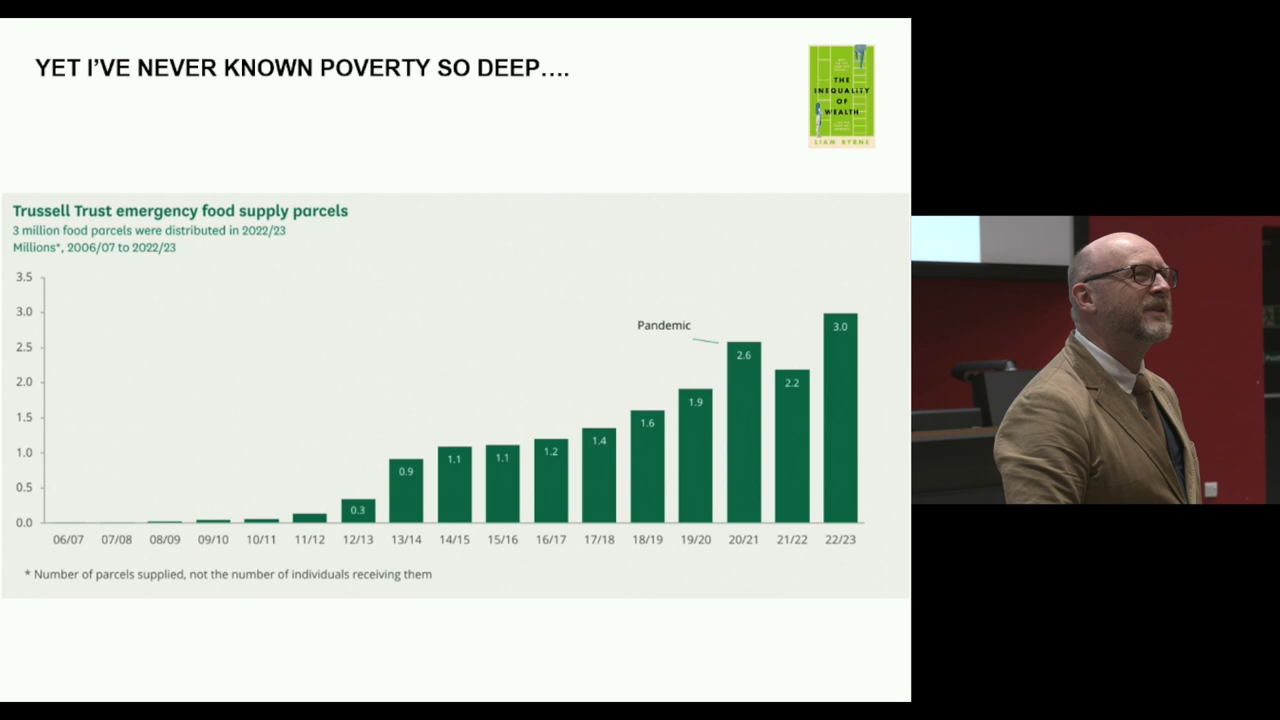 YET I'VE NEVER KNOWN POVERTY SO DEEP....
THE
INEQUALITY
OF
WEALTH
LIAM BYRNE
Trussell Trust emergency food supply parcels
3 million food parcels were distributed in 2022/23
Millions*, 2006/07 to 2022/23
3.5
3.0
2.5
2.0
1.5
1.0
0.5
0.0
Pandemic
0.3
0.9
1.1
1.1
1.2
1.4
1.6
1.9
2.6
2.2
3.0
06/07 07/08 08/09 09/10 10/11 11/12 12/13 13/14 14/15 15/16 16/17 17/18 18/19 19/20 20/21 21/22 22/23
* Number of parcels supplied, not the number of individuals receiving them